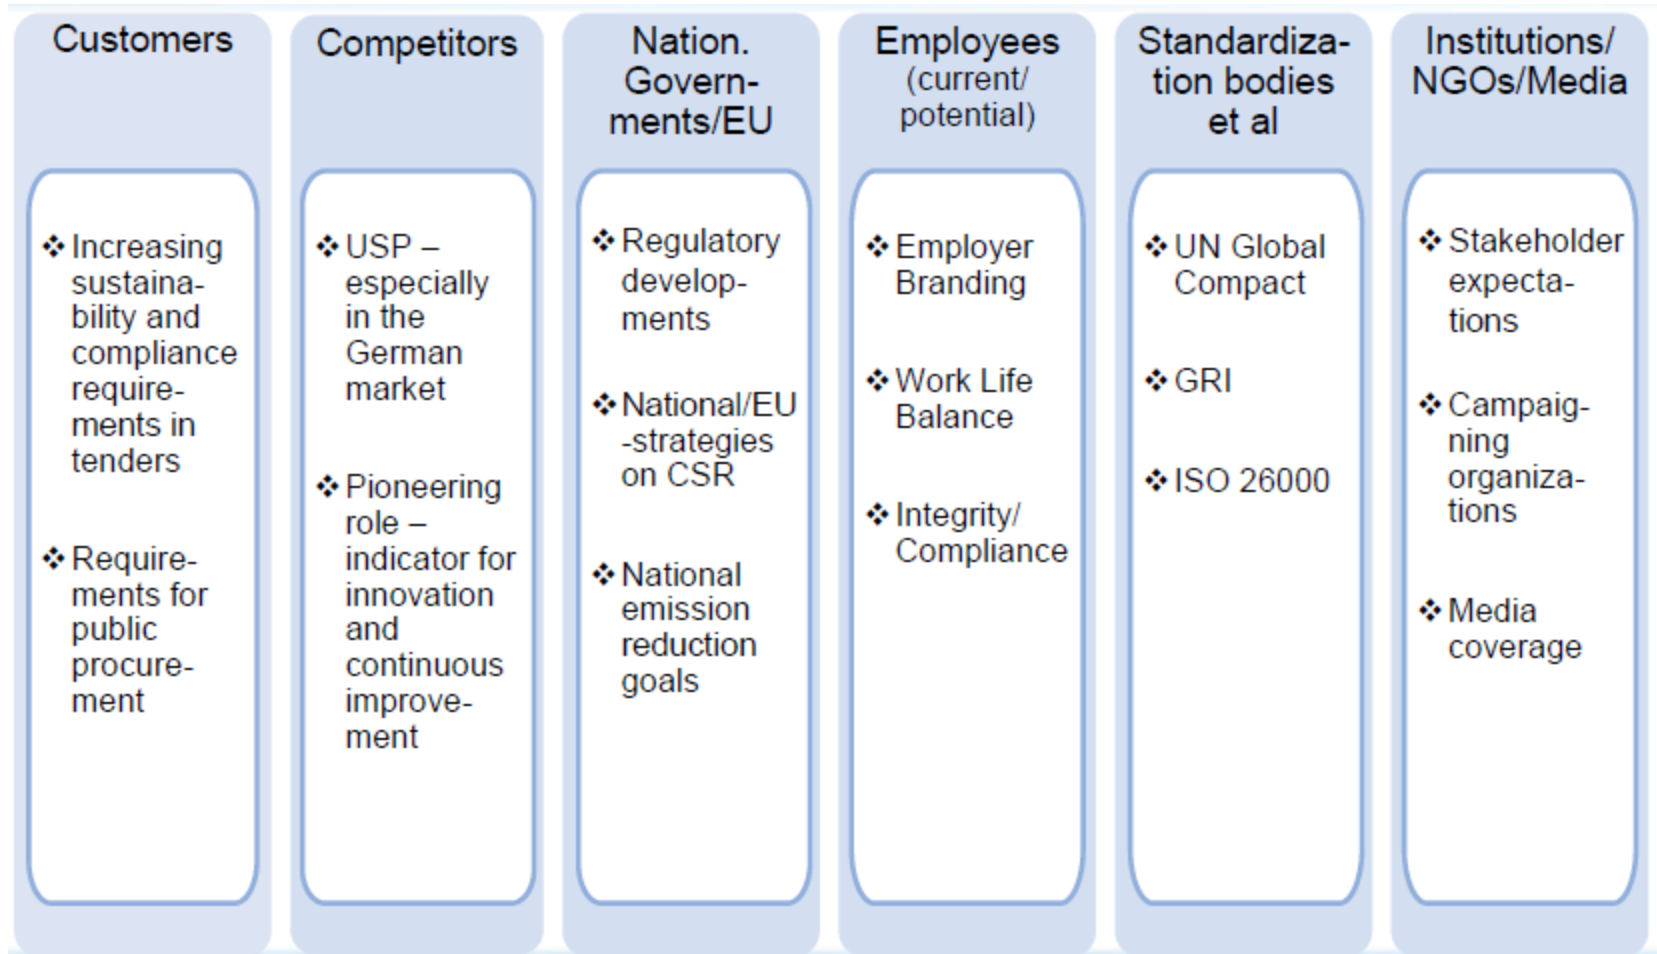 Customers
Increasing
sustaina-
bility and
compliance
require-
ments in
tenders
Require-
ments for
public
procure-
ment
Competitors
USP –
especially
in the
German
market
Pioneering
role –
indicator for
innovation
and
continuous
improve-
ment
Nation.
Govern-
ments/EU
Regulatory
develop-
ments
National/EU
-strategies
on CSR
National
emission
reduction
goals
Employees
(current/
potential)
Employer
Branding
Work Life
Balance
Integrity/
Compliance
Standardiza-
tion bodies
et al
UN Global
Compact
GRI
ISO 26000
Institutions/
NGOs/Media
Stakeholder
expecta-
tions
Campaig-
ning
organiza-
tions
Media
coverage